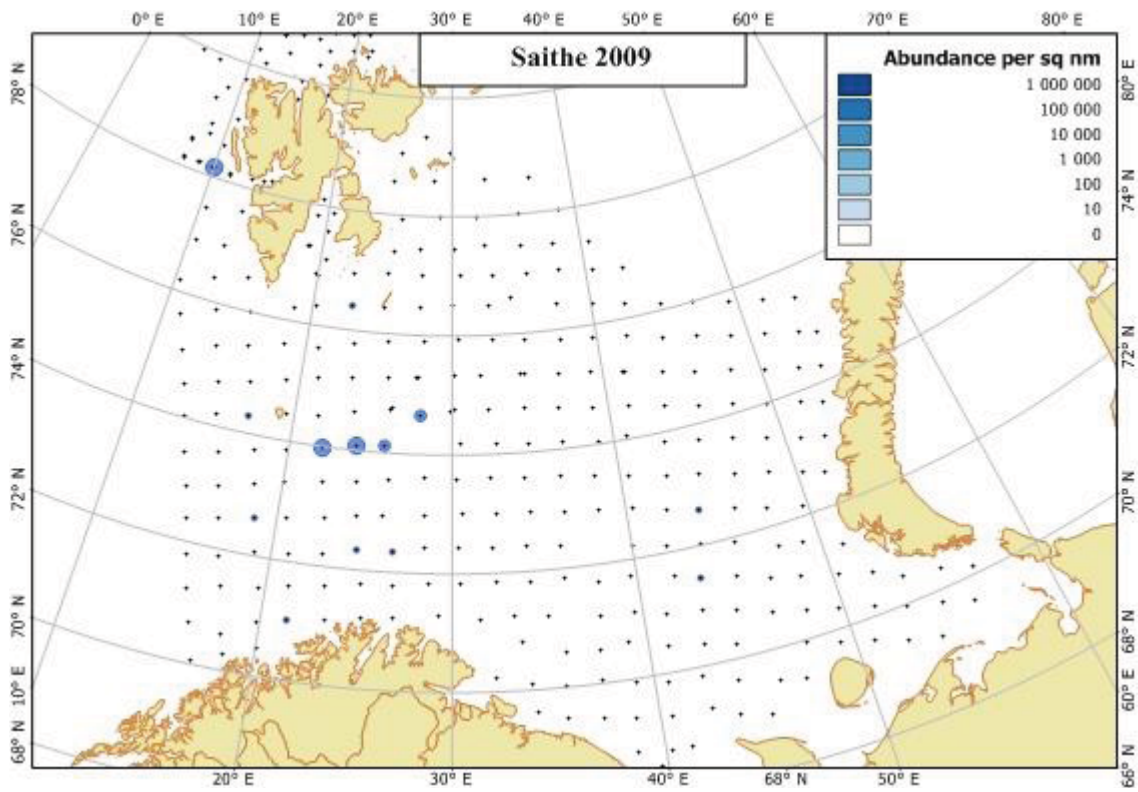 0° E 10° E 20° E 30° E 40° E 50° E 60° E 70° E 80° E
Saithe 2009
Abundance per sq nm
1 000 000
100 000
10 000
1 000
100
10
0
78° N
76° N
74° N
72° N
70° N
10° E
68° N
80° E
74° N
72° N
70° N
68° N
60° E
66° N
20° E 30° E 40° E 68° N 50° E